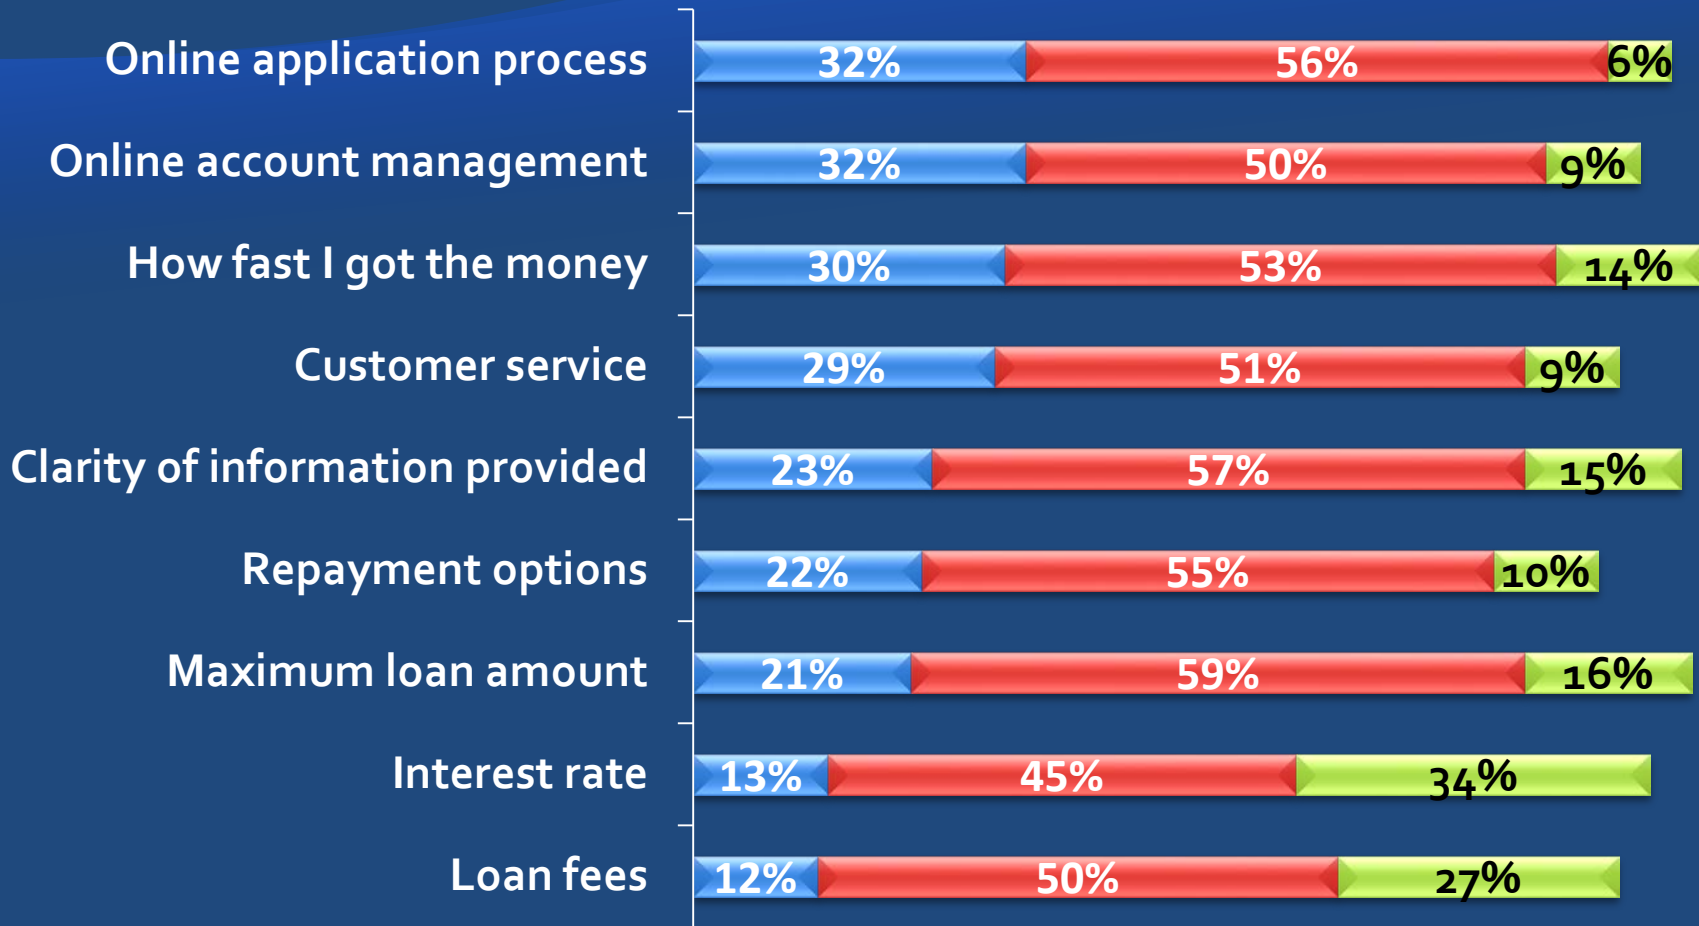 Online application process 32% 56% 6%
Online account management 32% 50% 9%
How fast I got the money 30% 53% 14%
Customer service 29% 51% 9%
Clarity of information provided 23% 57% 15%
Repayment options 22% 55% 10%
Maximum loan amount 21% 59% 16%
Interest rate 13% 45% 34%
Loan fees 12% 50% 27%